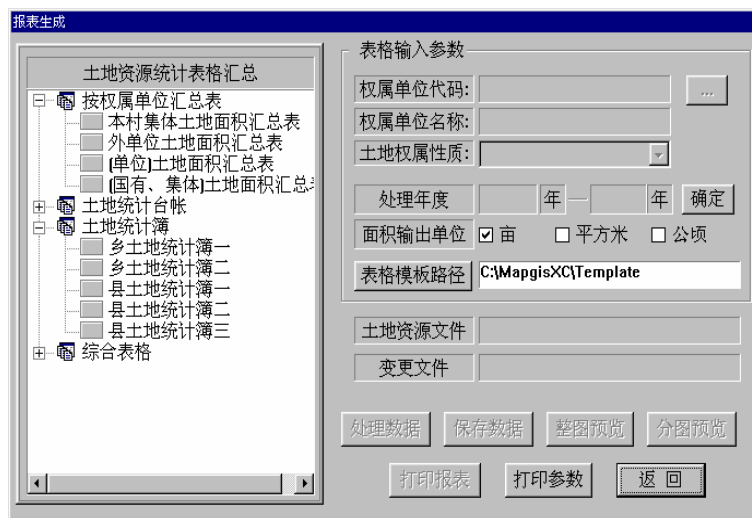 报表生成
土地资源统计表格汇总
按权属单位汇总表
本村集体土地面积汇总表
外单位土地面积汇总表
(单位)土地面积汇总表
(国有、集体)土地面积汇总
土地统计台帐
土地统计簿
乡土地统计簿一
乡土地统计簿二
县土地统计簿一
县土地统计簿二
县土地统计簿三
综合表格
表格输入参数
权属单位代码: ...
权属单位名称:
土地权属性质:
处理年度 年 — 年 确定
面积输出单位 亩 平方米 公顷
表格模板路径 C:\MapgisXC\Template
土地资源文件
变更文件
处理数据 保存数据 整图预览 分图预览
打印报表 打印参数 返 回